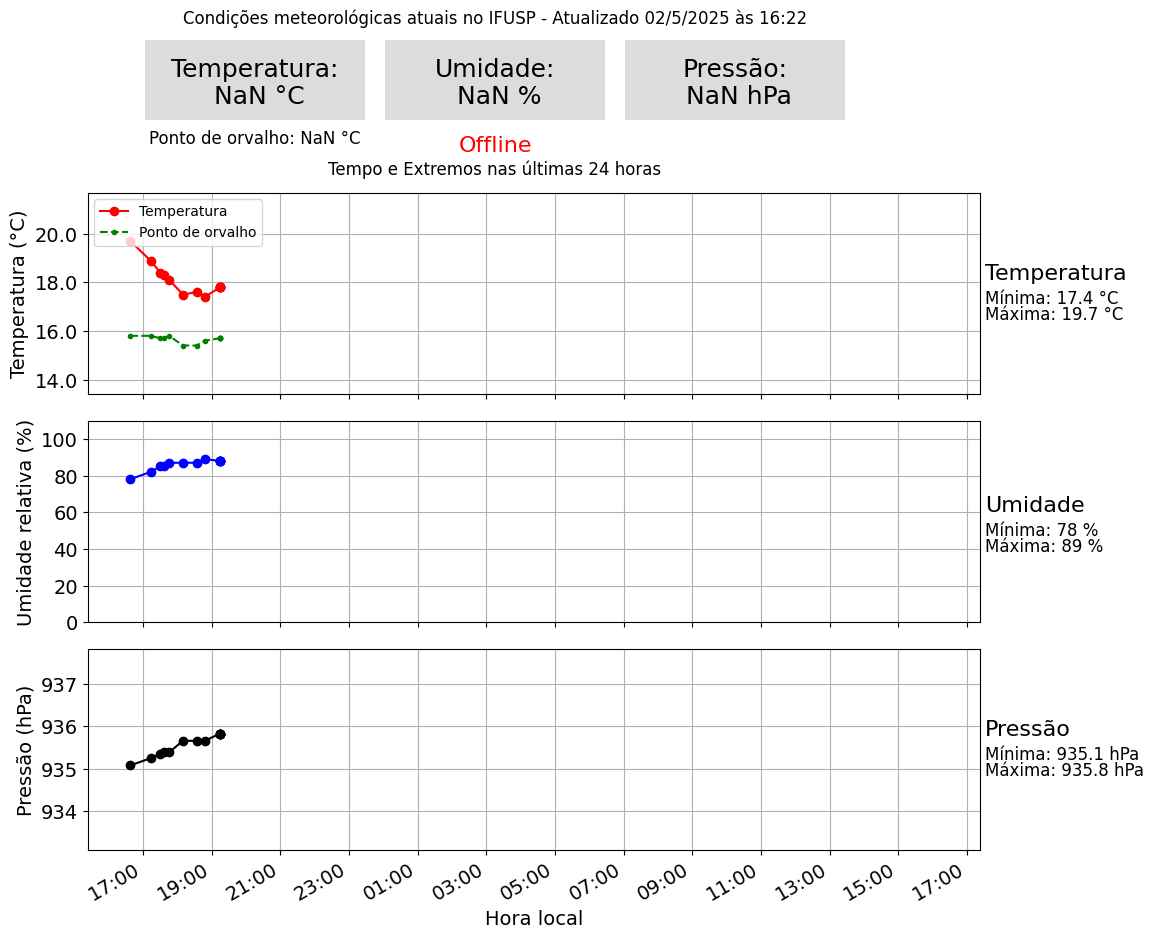 Condições meteorológicas atuais no IFUSP - Atualizado 02/5/2025 às 16:22
Temperatura:
NaN °C
Umidade:
NaN %
Pressão:
NaN hPa
Ponto de orvalho: NaN °C
Offline
Tempo e Extremos nas últimas 24 horas
Temperatura
Ponto de orvalho
Temperatura (°C)
20.0
18.0
16.0
14.0
Temperatura
Mínima: 17.4 °C
Máxima: 19.7 °C
Umidade relativa (%)
100
80
60
40
20
0
Umidade
Mínima: 78 %
Máxima: 89 %
Pressão (hPa)
937
936
935
934
Pressão
Mínima: 935.1 hPa
Máxima: 935.8 hPa
17:00 19:00 21:00 23:00 01:00 03:00 05:00 07:00 09:00 11:00 13:00 15:00 17:00
Hora local